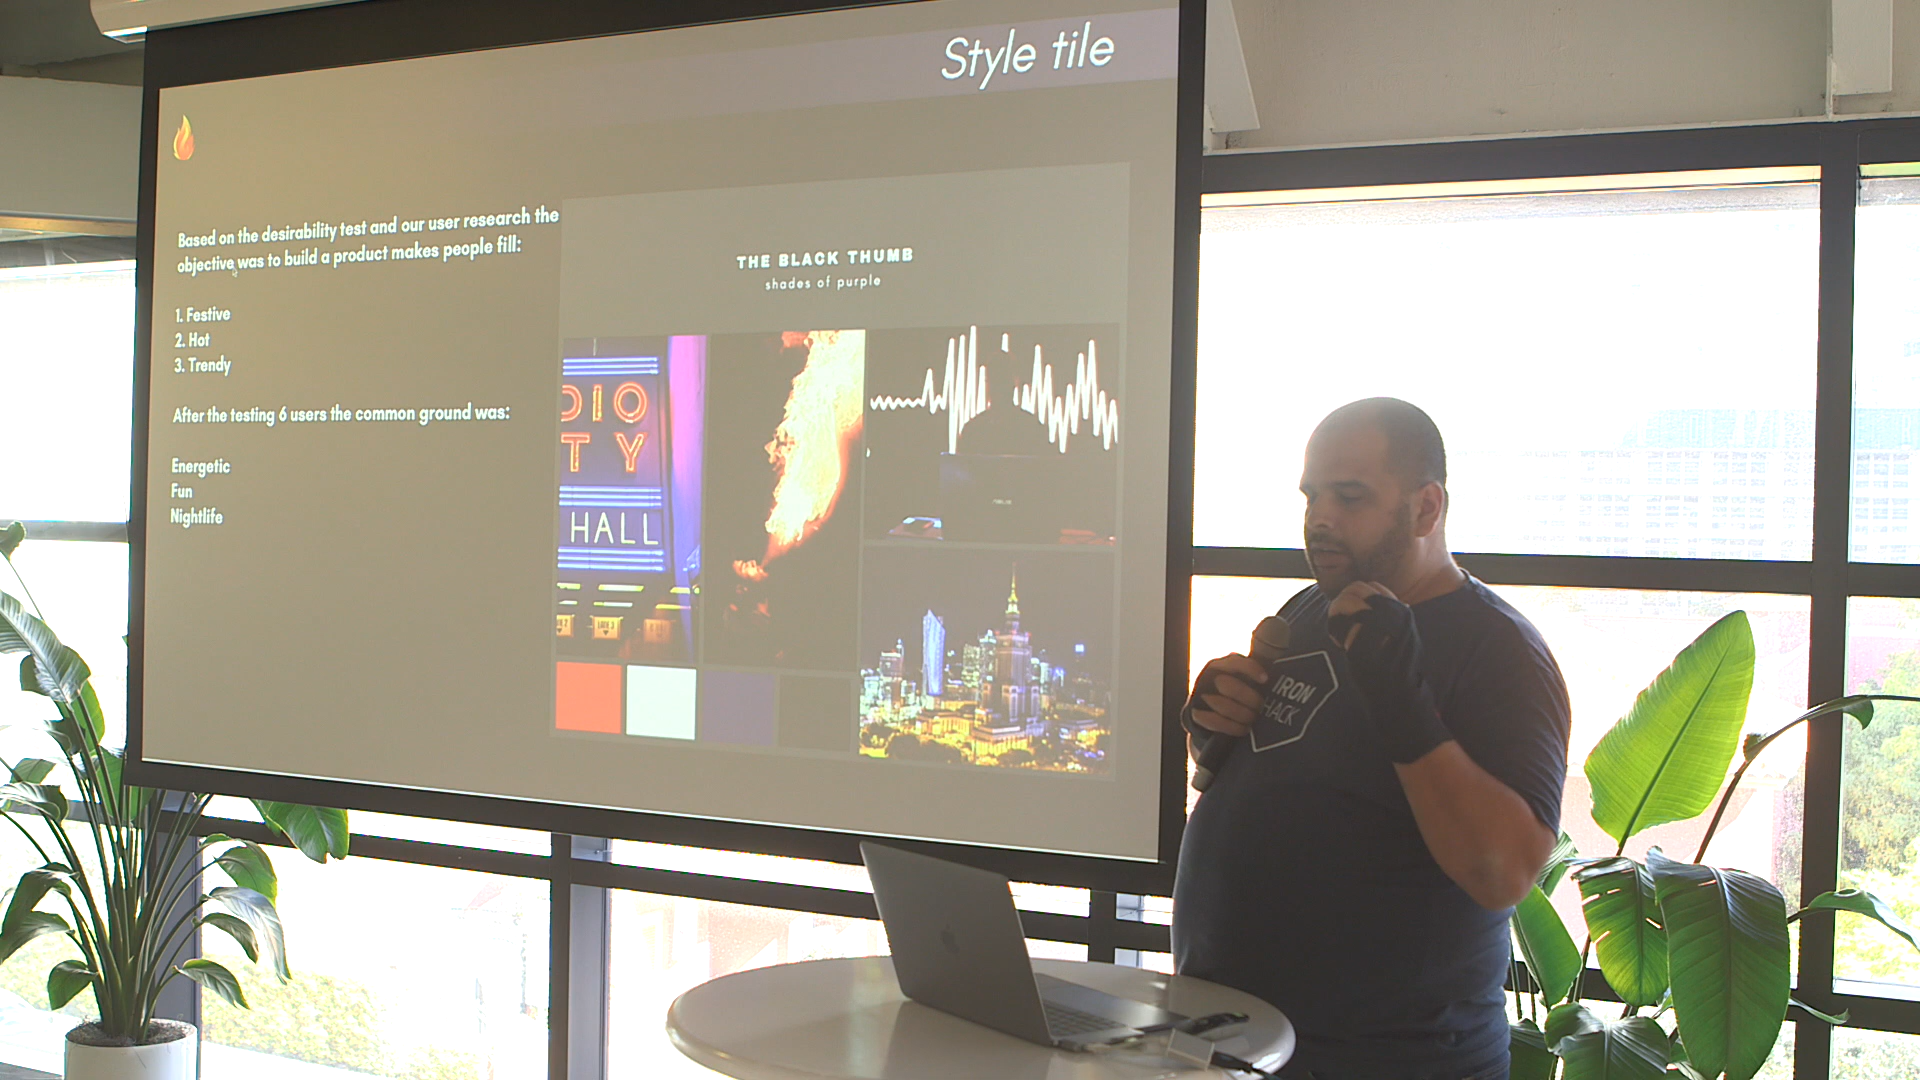 Style tile
Based on the desirability test and our user research the
objective was to build a product makes people fill:
1. Festive
2. Hot
3. Trendy
After the testing 6 users the common ground was:
Energetic
Fun
Nightlife
THE BLACK THUMB
shades of purple
DIO
TY
HALL
IRON
HACK